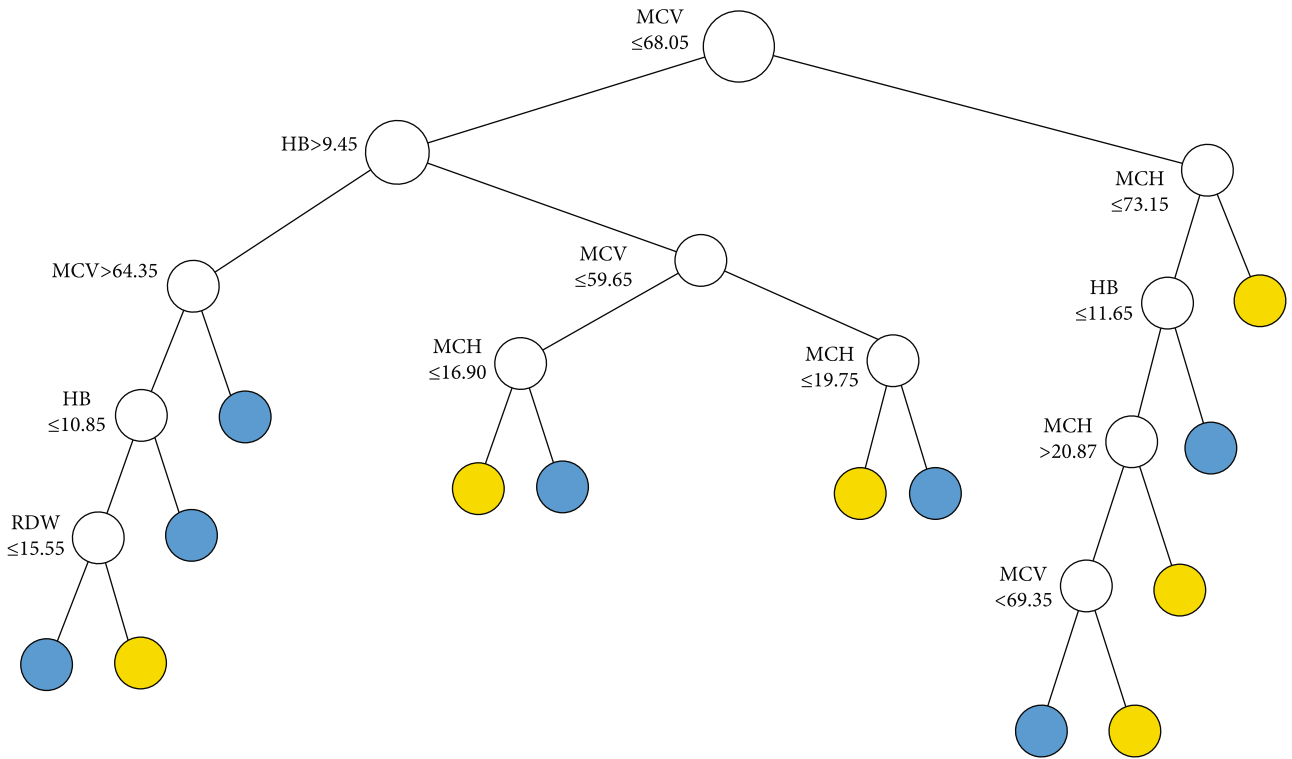 MCV
≤68.05
HB>9.45
MCH
≤73.15
MCV>64.35
MCV
≤59.65
HB
≤11.65
MCH
≤16.90
MCH
≤19.75
HB
≤10.85
MCH
>20.87
RDW
≤15.55
MCV
<69.35